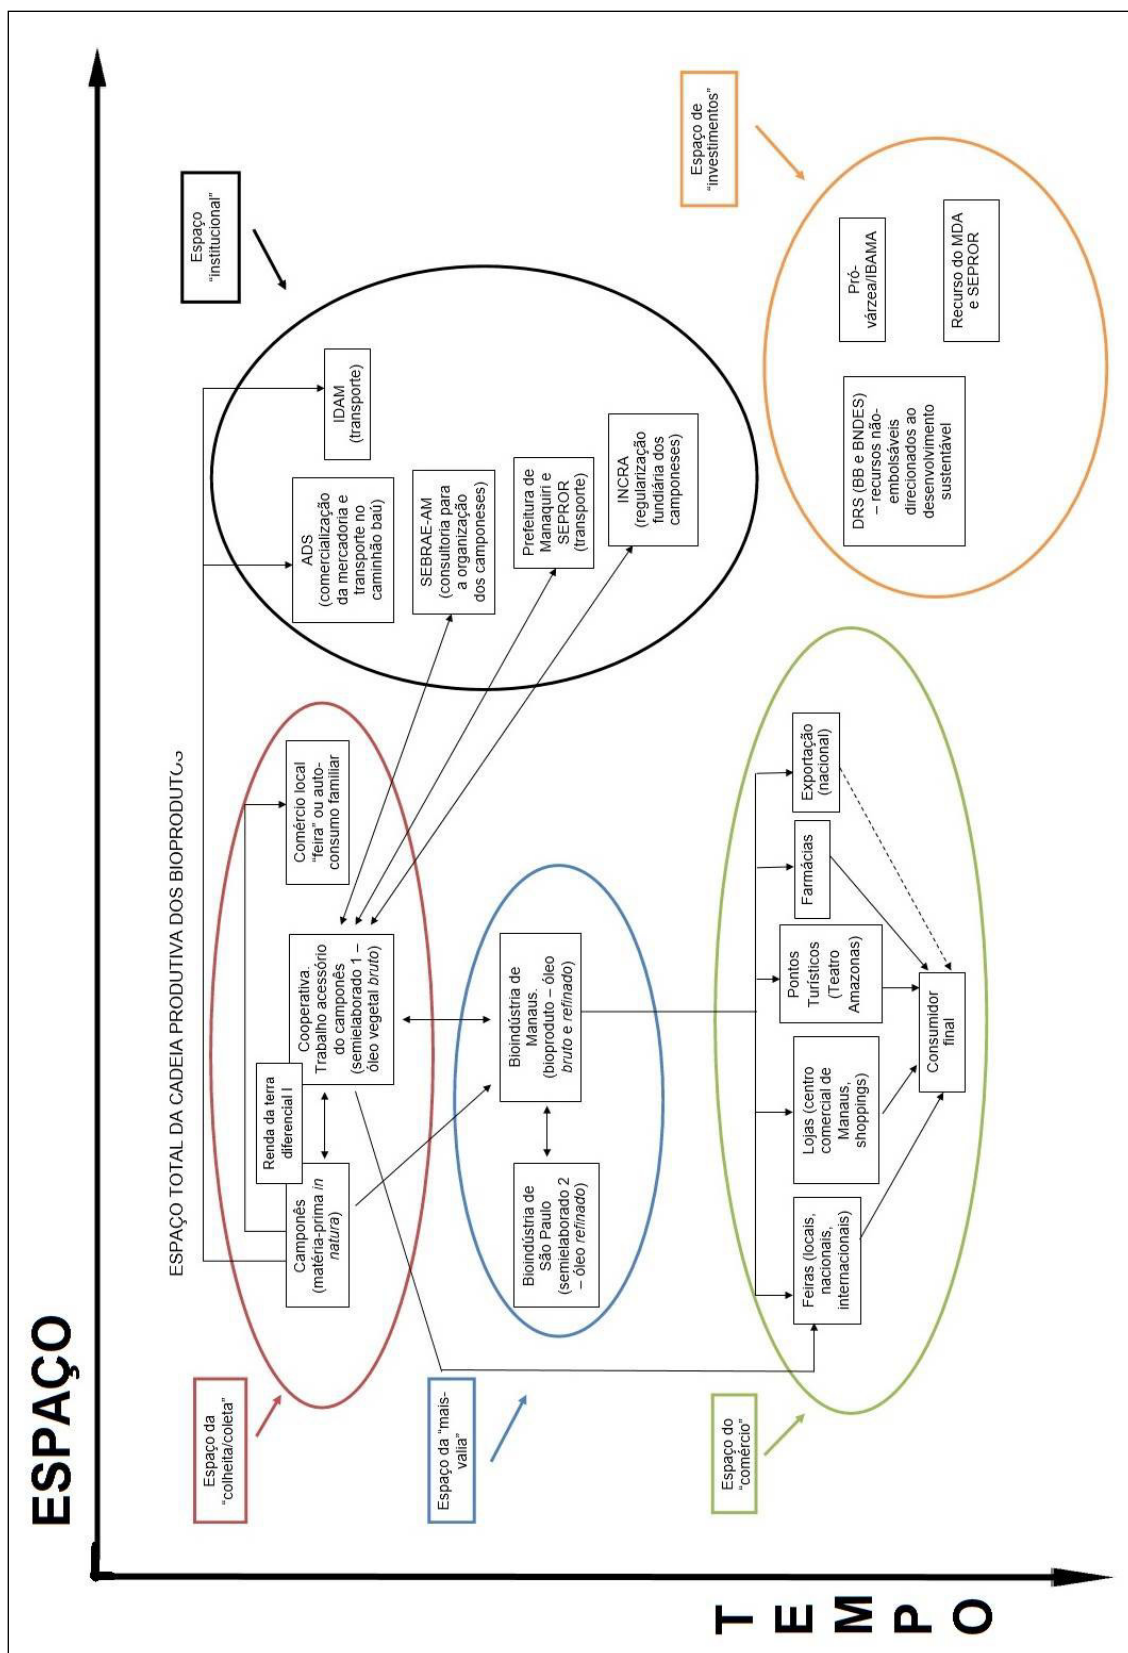 ESPAÇO
TEMPO
ESPAÇO TOTAL DA CADEIA PRODUTIVA DOS BIOPRODUTOS
Espaço da
“colheita/coleta”
Camponês
(matéria-prima in
natura)
Renda da terra
diferencial I
Cooperativa.
Trabalho acessório
do camponês
(semielaborado 1 –
óleo vegetal bruto)
Comércio local
“feira” ou auto-
consumo familiar
Espaço
“institucional”
ADS
(comercialização
da mercadoria e
transporte no
caminhão baú)
IDAM
(transporte)
SEBRAE-AM
(consultoria para
a organização
dos camponeses)
Prefeitura de
Manaquiri e
SEPROR
(transporte)
INCRA
(regularização
fundiária dos
camponeses)
Espaço da “mais-
valia”
Bioindústria de
São Paulo
(semielaborado 2
– óleo refinado)
Bioindústria de
Manaus.
(bioproduto – óleo
bruto e refinado)
Espaço do
“comércio”
Feiras (locais,
nacionais,
internacionais)
Lojas (centro
comercial de
Manaus,
shoppings)
Pontos
Turísticos
(Teatro
Amazonas)
Farmácias
Exportação
(nacional)
Consumidor
final
Espaço de
“investimentos”
DRS (BB e BNDES)
– recursos não-
embolsáveis
direcionados ao
desenvolvimento
sustentável
Pró-
várzea/IBAMA
Recurso do MDA
e SEPROR